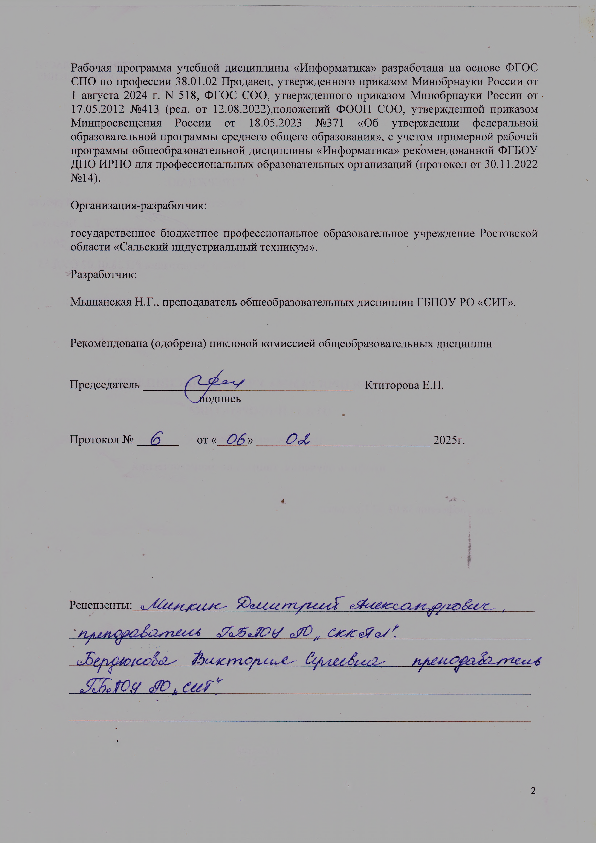 Рабочая программа учебной дисциплины «Информатика» разработана на основе ФГОС
СПО по профессии 38.01.02 Продавец, утвержденного приказом Минобрнауки России от
1 августа 2024 г. N 518, ФГОС СОО, утвержденного приказом Минобрнауки России от
17.05.2012 №413 (ред. от 12.08.2022),положений ФООП СОО, утвержденной приказом
Минпросвещения России от 18.05.2023 №371 «Об утверждении федеральной
образовательной программы среднего общего образования», с учетом примерной рабочей
программы общеобразовательной дисциплины «Информатика» рекомендованной ФГБОУ
ДПО ИРПО для профессиональных образовательных организаций (протокол от 30.11.2022
№14).
Организация-разработчик:
государственное бюджетное профессиональное образовательное учреждение Ростовской
области «Сальский индустриальный техникум».
Разработчик:
Мышанская Н.Г., преподаватель общеобразовательных дисциплин ГБПОУ РО «СИТ».
Рекомендована (одобрена) цикловой комиссией общеобразовательных дисциплин
Председатель Ктиторова Е.П.
подпись
Протокол № 6 от « 06 » 02 2025г.
Рецензенты: Минкин Дмитрий Александрович,
преподаватель ГБПОУ РО „СККАП“.
Бердюкова Виктория Сергеевна преподаватель
ГБПОУ РО „СИТ“
2